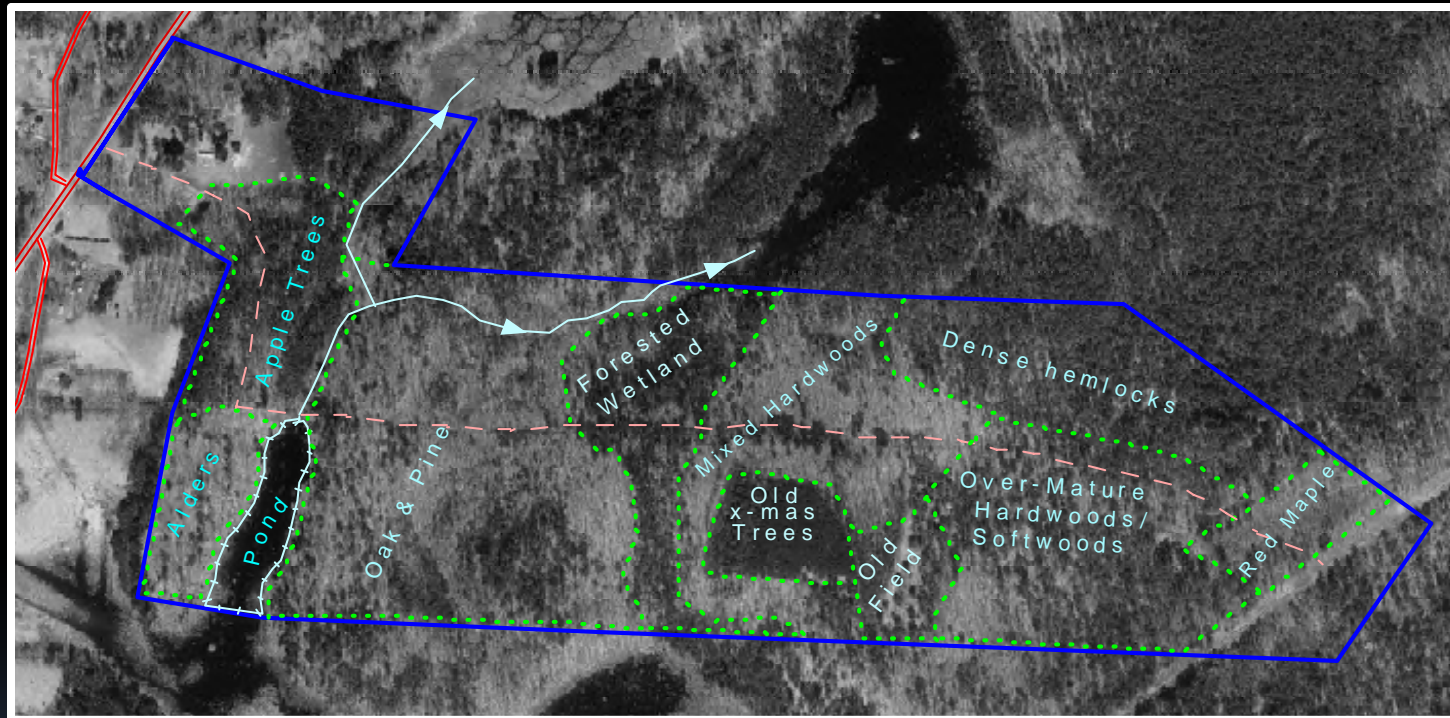 Apple Trees
Forested
Wetland
Mixed Hardwoods
Dense hemlocks
Alders
Pond
Oak & Pine
Old
x-mas
Trees
Old
Field
Over-Mature
Hardwoods/
Softwoods
Red Maple